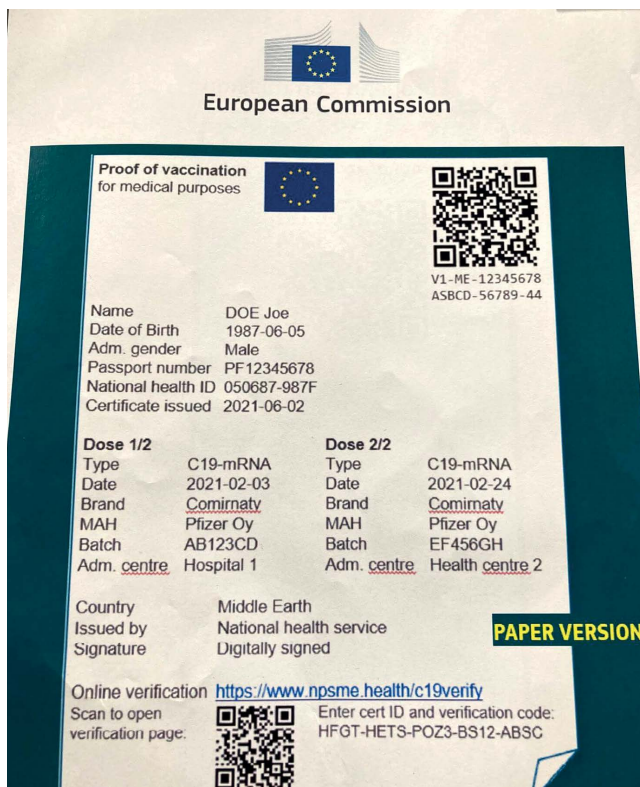 European Commission
Proof of vaccination
for medical purposes
V1-ME-12345678
ASBCD-56789-44
Name DOE Joe
Date of Birth 1987-06-05
Adm. gender Male
Passport number PF12345678
National health ID 050687-987F
Certificate issued 2021-06-02
Dose 1/2 Dose 2/2
Type C19-mRNA Type C19-mRNA
Date 2021-02-03 Date 2021-02-24
Brand Comirnaty Brand Comirnaty
MAH Pfizer Oy MAH Pfizer Oy
Batch AB123CD Batch EF456GH
Adm. centre Hospital 1 Adm. centre Health centre 2
Country Middle Earth
Issued by National health service
Signature Digitally signed
PAPER VERSION
Online verification https://www.npsme.health/c19verify
Scan to open Enter cert ID and verification code:
verification page: HFGT-HETS-POZ3-BS12-ABSC